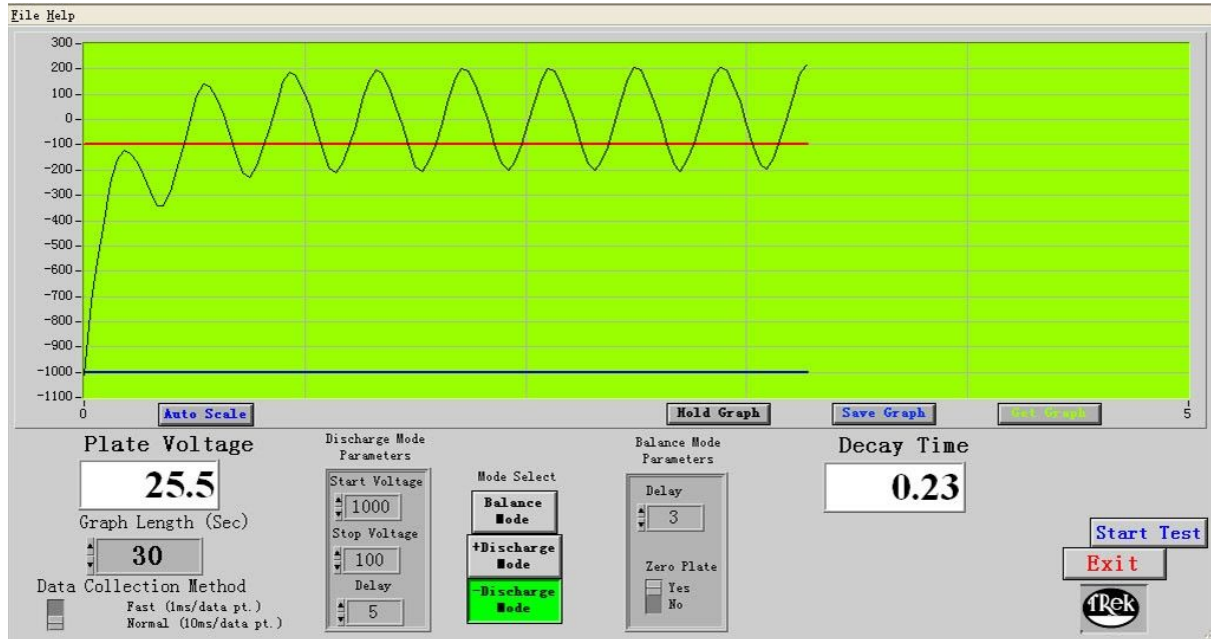 File Help
300
200
100
0
-100
-200
-300
-400
-500
-600
-700
-800
-900
-1000
-1100
0
5
Auto Scale
Hold Graph
Save Graph
Get Graph
Plate Voltage
25.5
Graph Length (Sec)
30
Data Collection Method
Fast (1ms/data pt.)
Normal (10ms/data pt.)
Discharge Mode
Parameters
Start Voltage
1000
Stop Voltage
100
Delay
5
Mode Select
Balance
Mode
+Discharge
Mode
-Discharge
Mode
Balance Mode
Parameters
Delay
3
Zero Plate
Yes
No
Decay Time
0.23
Start Test
Exit
TRek